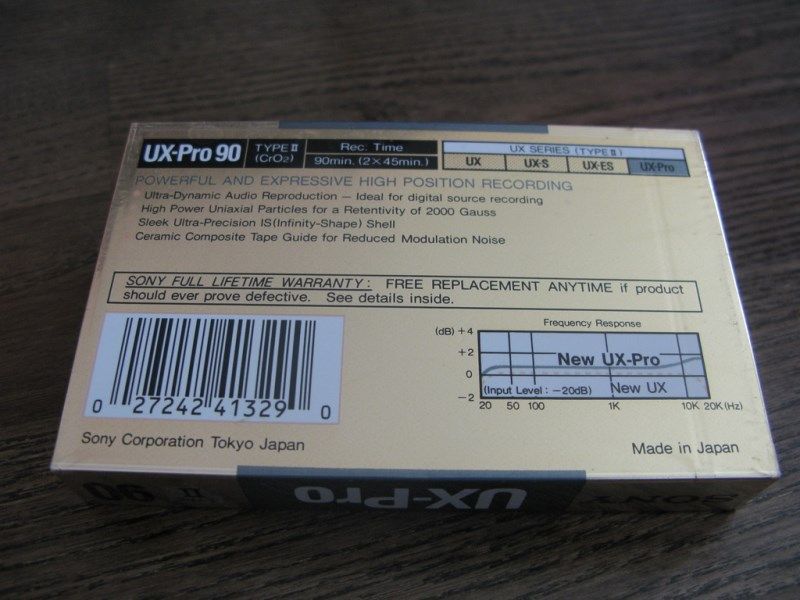 UX-Pro 90 TYPE II (CrO2) Rec. Time 90min. (2×45min.)
UX SERIES (TYPE II)
UX UX-S UX-ES UX-Pro
POWERFUL AND EXPRESSIVE HIGH POSITION RECORDING
Ultra-Dynamic Audio Reproduction — Ideal for digital source recording
High Power Uniaxial Particles for a Retentivity of 2000 Gauss
Sleek Ultra-Precision IS(Infinity-Shape) Shell
Ceramic Composite Tape Guide for Reduced Modulation Noise
SONY FULL LIFETIME WARRANTY: FREE REPLACEMENT ANYTIME if product
should ever prove defective. See details inside.
0 27242 41329 0
Frequency Response
(dB) +4
+2
0
−2
New UX-Pro
(Input Level : −20dB) New UX
20 50 100 1K 10K 20K (Hz)
Sony Corporation Tokyo Japan
Made in Japan
90 II UX-Pro SONY